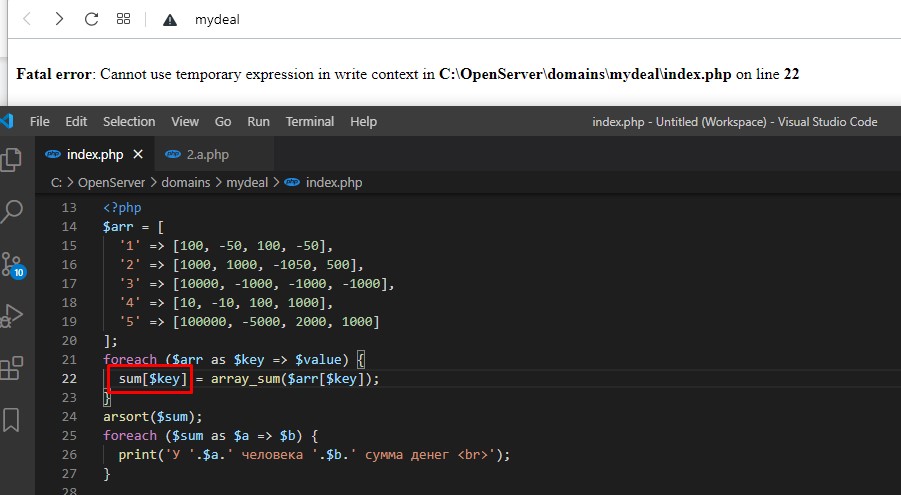 mydeal
Fatal error: Cannot use temporary expression in write context in C:\OpenServer\domains\mydeal\index.php on line 22
File Edit Selection View Go Run Terminal Help index.php - Untitled (Workspace) - Visual Studio Code
index.php 2.a.php
C: > OpenServer > domains > mydeal > index.php
13 <?php
14 $arr = [
15 '1' => [100, -50, 100, -50],
16 '2' => [1000, 1000, -1050, 500],
17 '3' => [10000, -1000, -1000, -1000],
18 '4' => [10, -10, 100, 1000],
19 '5' => [100000, -5000, 2000, 1000]
20 ];
21 foreach ($arr as $key => $value) {
22 sum[$key] = array_sum($arr[$key]);
23 }
24 arsort($sum);
25 foreach ($sum as $a => $b) {
26 print('У '.$a.' человека '.$b.' сумма денег <br>');
27 }
28
10